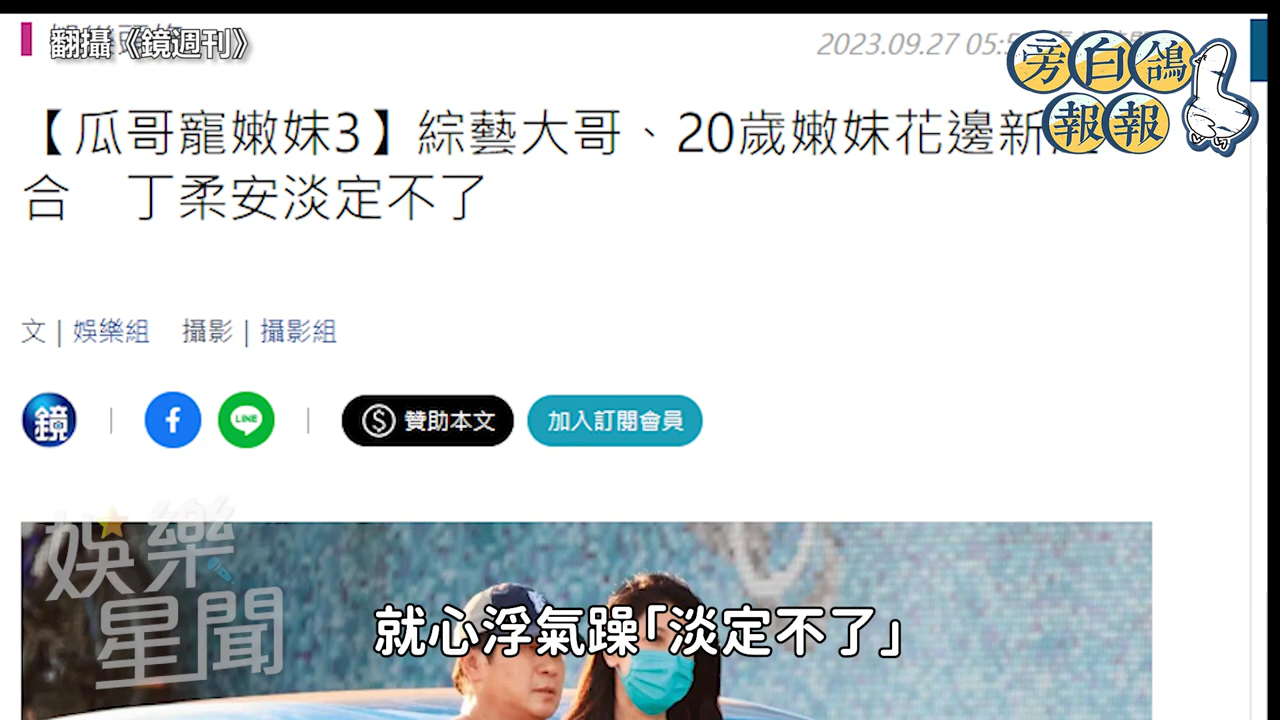 翻攝《鏡週刊》
2023.09.27 05:5
旁白鴿
報報
【瓜哥寵嫩妹3】綜藝大哥、20歲嫩妹花邊新
合 丁柔安淡定不了
文|娛樂組 攝影|攝影組
鏡
LINE
贊助本文
加入訂閱會員
娛樂
星聞
就心浮氣躁「淡定不了」